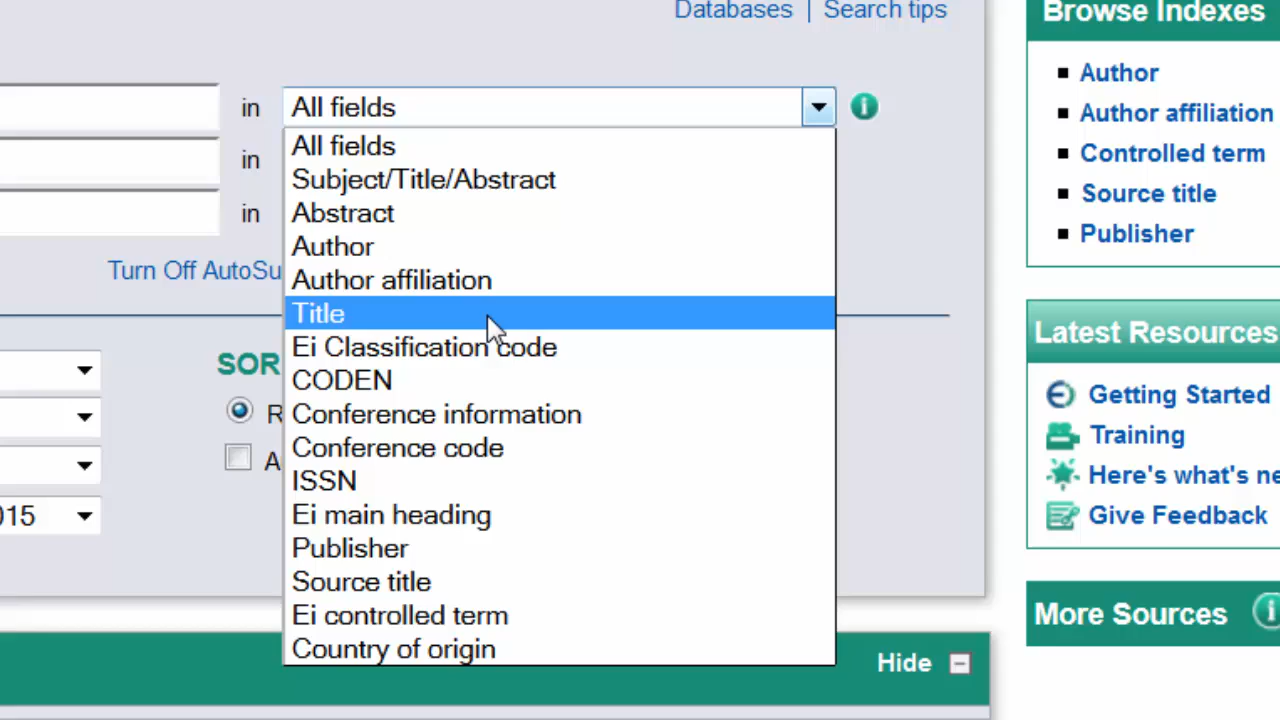 Databases | Search tips
in All fields
in
in
Turn Off AutoSu
All fields
Subject/Title/Abstract
Abstract
Author
Author affiliation
Title
Ei Classification code
CODEN
Conference information
Conference code
ISSN
Ei main heading
Publisher
Source title
Ei controlled term
Country of origin
SOR
R
A
015
Hide
Browse Indexes
Author
Author affiliation
Controlled term
Source title
Publisher
Latest Resources
Getting Started
Training
Here's what's ne
Give Feedback
More Sources